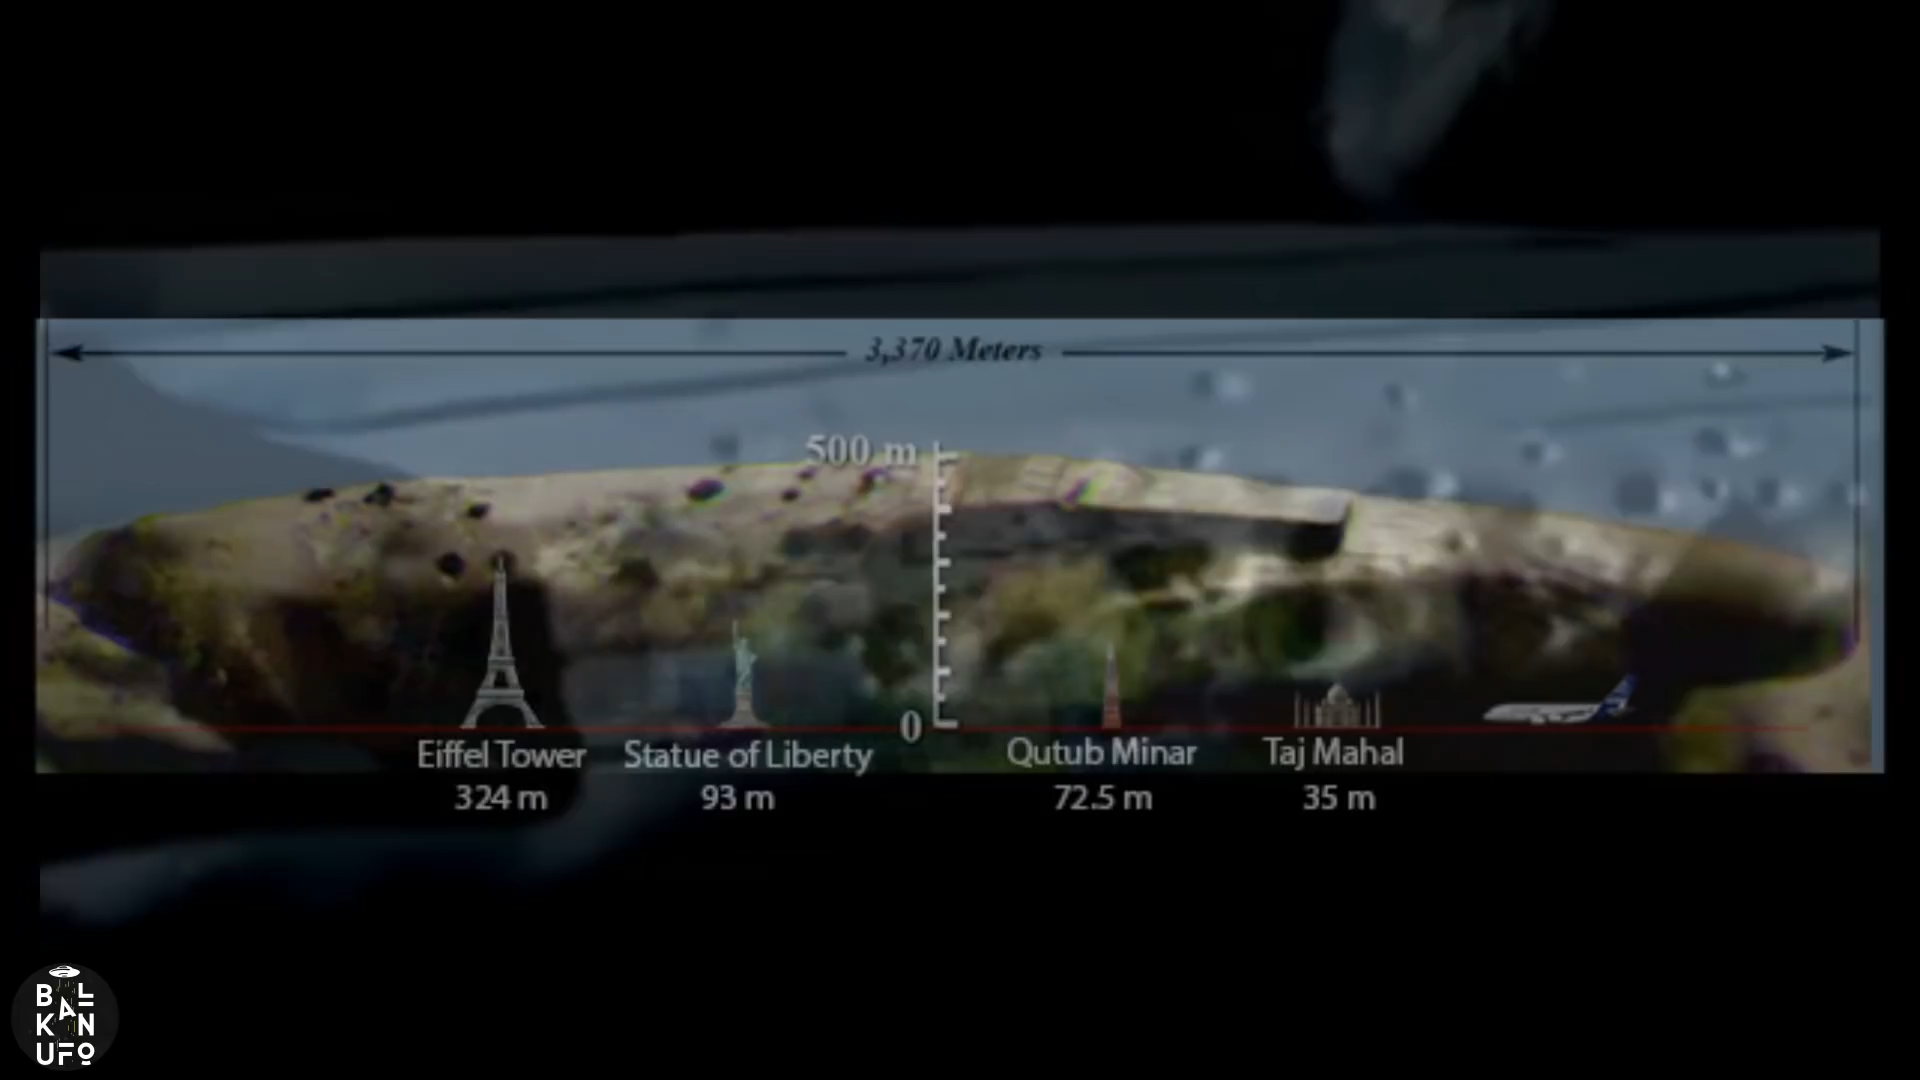 3,370 Meters
500 m
0
Eiffel Tower
324 m
Statue of Liberty
93 m
Qutub Minar
72.5 m
Taj Mahal
35 m
BAL
KAN
UFO